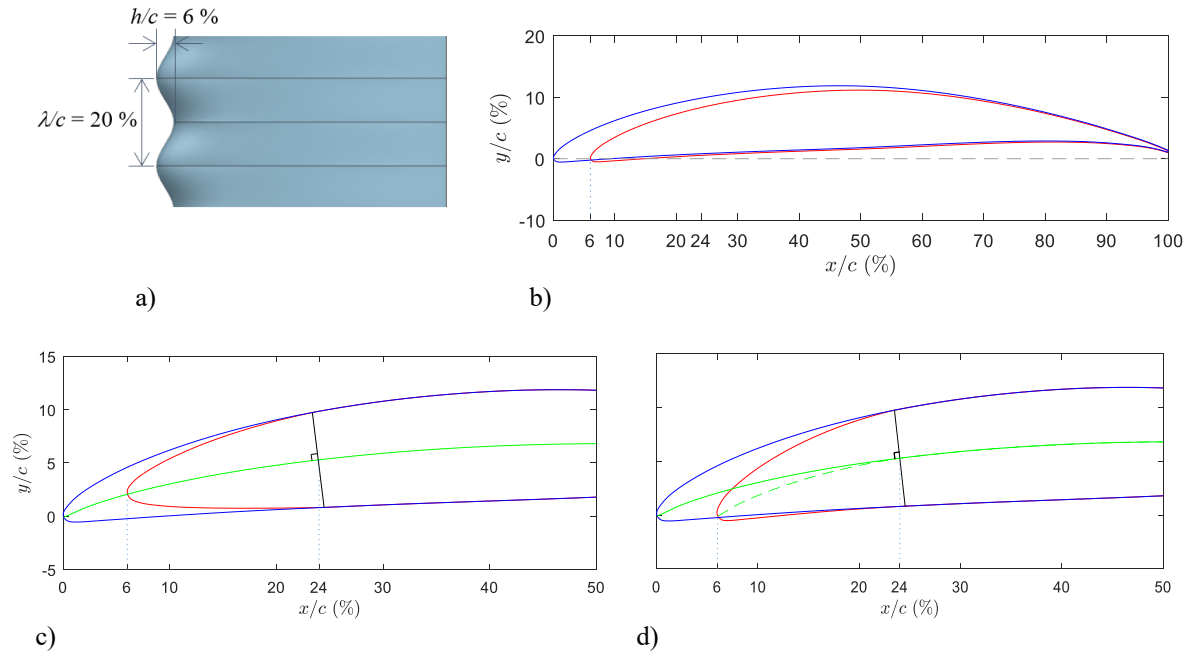 h/c = 6 %
λ/c = 20 %
a)
20
10
0
-10
y/c (%)
0 6 10 20 24 30 40 50 60 70 80 90 100
x/c (%)
b)
15
10
5
0
-5
y/c (%)
0 6 10 20 24 30 40 50
x/c (%)
c)
0 6 10 20 24 30 40 50
x/c (%)
d)